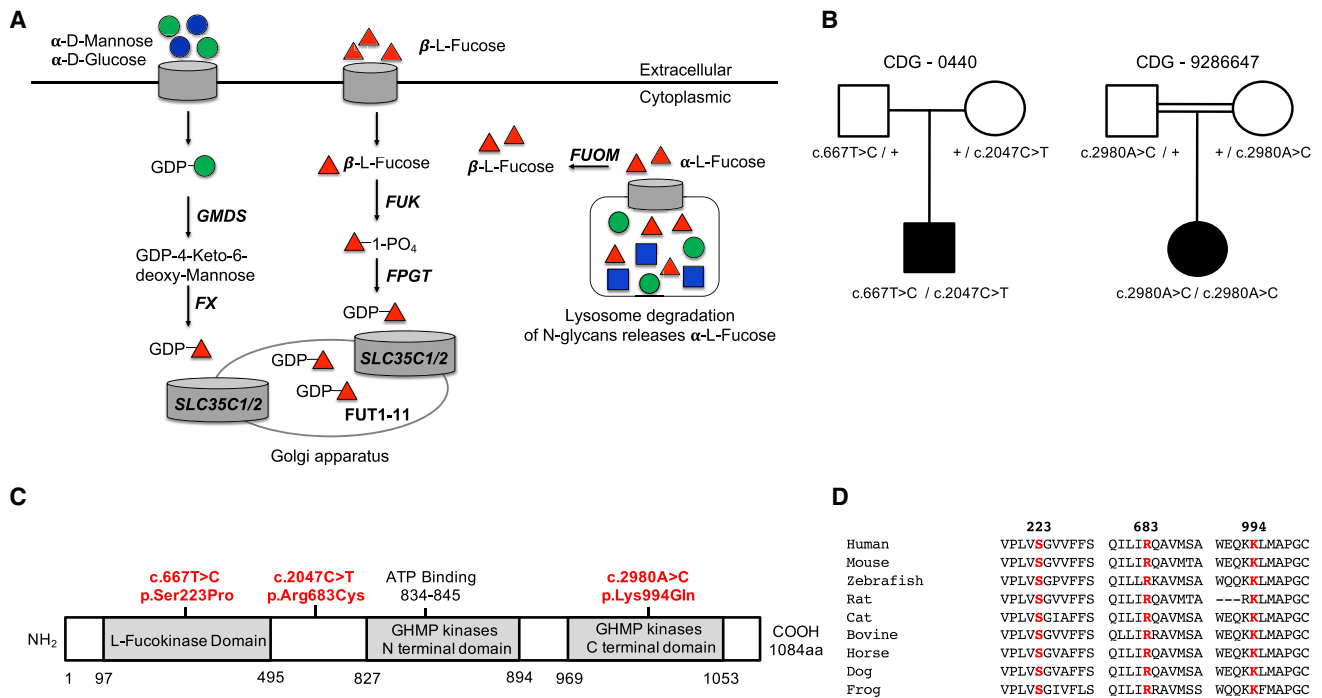 A
α-D-Mannose
α-D-Glucose
β-L-Fucose
Extracellular
Cytoplasmic
GDP
GMDS
GDP-4-Keto-6-
deoxy-Mannose
FX
GDP
SLC35C1/2
β-L-Fucose
FUK
1-PO4
FPGT
GDP
SLC35C1/2
GDP
GDP
FUT1-11
Golgi apparatus
β-L-Fucose
FUOM
α-L-Fucose
Lysosome degradation
of N-glycans releases α-L-Fucose
B
CDG - 0440
c.667T>C / +
+ / c.2047C>T
c.667T>C / c.2047C>T
CDG - 9286647
c.2980A>C / +
+ / c.2980A>C
c.2980A>C / c.2980A>C
C
c.667T>C
p.Ser223Pro
c.2047C>T
p.Arg683Cys
ATP Binding
834-845
c.2980A>C
p.Lys994Gln
NH2
L-Fucokinase Domain
GHMP kinases
N terminal domain
GHMP kinases
C terminal domain
COOH
1084aa
1 97 495 827 894 969 1053
D
223 683 994
Human VPLVSGVVFFS QILIRQAVMSA WEQKKLMAPGC
Mouse VPLVSGVVFFS QILIRQAVMTA WEQKKLMAPGC
Zebrafish VPLVSGPVFFS QILLRKAVMSA WQQKKLMAPGC
Rat VPLVSGVVFFS QILIRQAVMTA ---RKLMAPGC
Cat VPLVSGIAFFS QILIRQAVMSA WEQKKLMAPGC
Bovine VPLVSGVAFFS QLLIRRAVMSA WEQKKLMAPGC
Horse VPLVSGVAFFS QILIRQAVMSA WEQKKLMAPGC
Dog VPLVSGVAFFS QILIRQAVMSA WEQKKLMAPGC
Frog VPLVSGIVFLS QILIRQAVMSS WQQKKLMAPGC